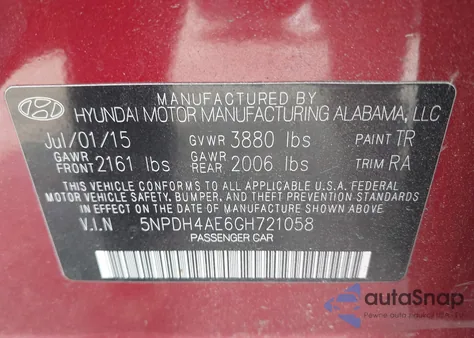 MANUFACTURED BY
HYUNDAI MOTOR MANUFACTURING ALABAMA, LLC
Jul/01/15 GVWR 3880 lbs PAINT TR
GAWR FRONT 2161 lbs GAWR REAR 2006 lbs TRIM RA
THIS VEHICLE CONFORMS TO ALL APPLICABLE U.S.A. FEDERAL
MOTOR VEHICLE SAFETY, BUMPER, AND THEFT PREVENTION STANDARDS
IN EFFECT ON THE DATE OF MANUFACTURE SHOWN ABOVE.
V.I.N 5NPDH4AE6GH721058
PASSENGER CAR
autoSnap